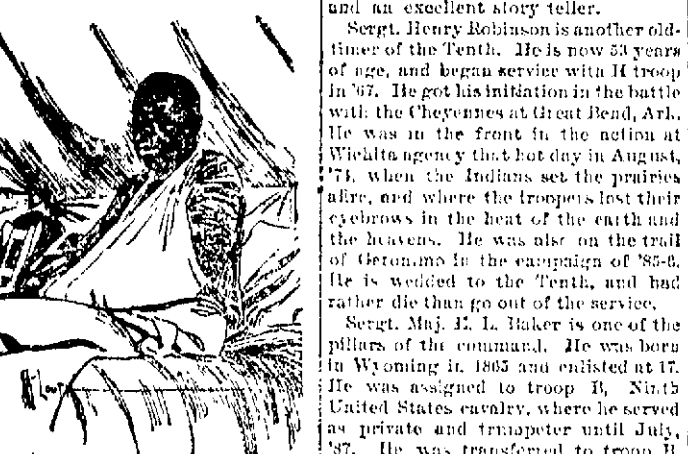 and an excellent story teller.
Sergt. Henry Robinson is another old-
timer of the Tenth. He is now 53 years
of age, and began service with H troop
in '67. He got his initiation in the battle
with the Cheyennes at Great Bend, Ark.
He was in the front in the action at
Wichita agency that hot day in August,
'74, when the Indians set the prairies
afire, and where the troopers lost their
eyebrows in the heat of the earth and
the heavens. He was also on the trail
of Geronimo in the campaign of '85-6.
He is wedded to the Tenth, and had
rather die than go out of the service.
Sergt. Maj. E. L. Baker is one of the
pillars of the command. He was born
in Wyoming in 1865 and enlisted at 17.
He was assigned to troop B, Ninth
United States cavalry, where he served
as private and trumpeter until July,
'87. He was transferred to troop